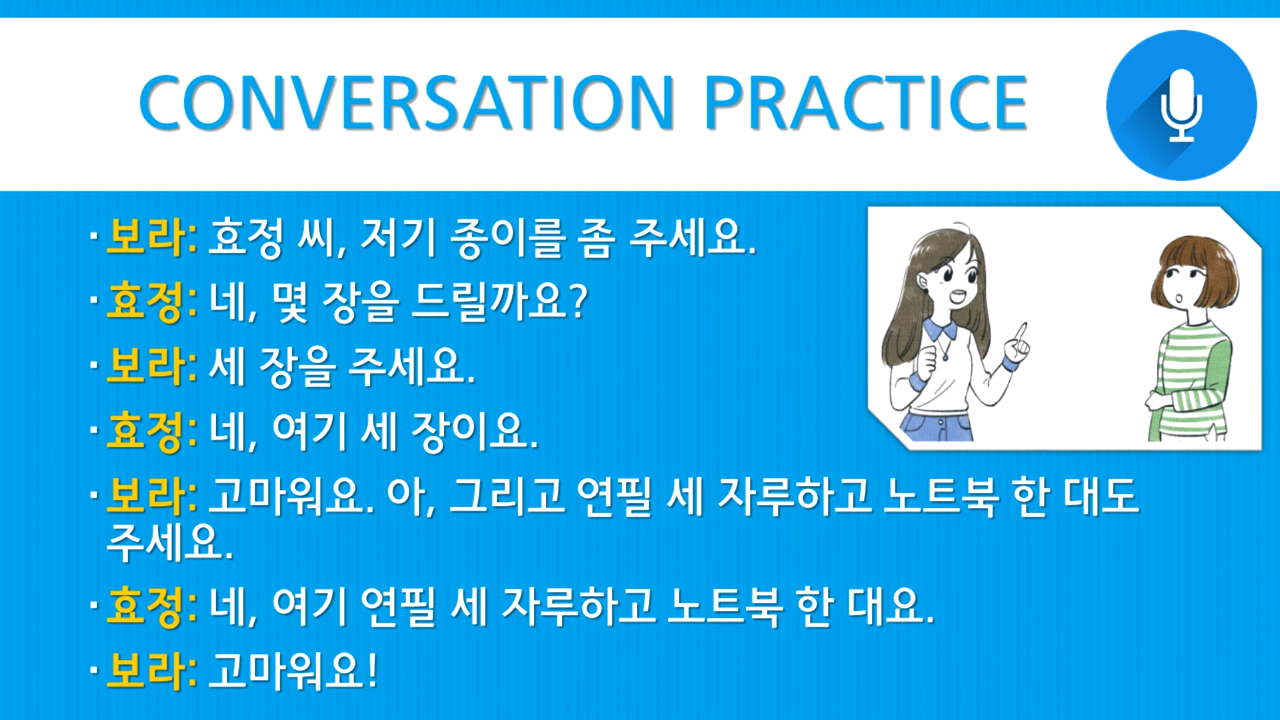 CONVERSATION PRACTICE
· 보라: 효정 씨, 저기 종이를 좀 주세요.
· 효정: 네, 몇 장을 드릴까요?
· 보라: 세 장을 주세요.
· 효정: 네, 여기 세 장이요.
· 보라: 고마워요. 아, 그리고 연필 세 자루하고 노트북 한 대도
주세요.
· 효정: 네, 여기 연필 세 자루하고 노트북 한 대요.
· 보라: 고마워요!